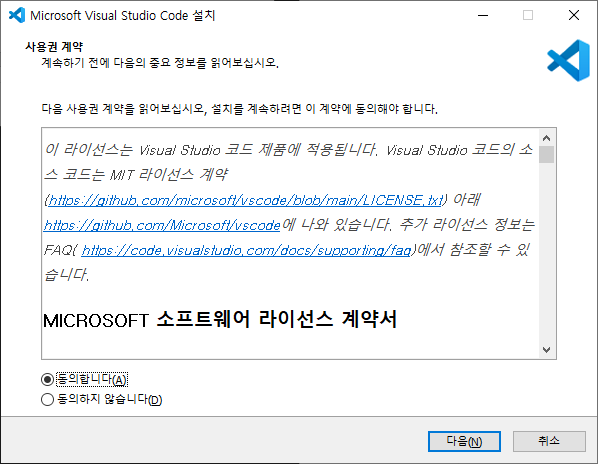 Microsoft Visual Studio Code 설치
사용권 계약
계속하기 전에 다음의 중요 정보를 읽어보십시오.
다음 사용권 계약을 읽어보십시오, 설치를 계속하려면 이 계약에 동의해야 합니다.
이 라이선스는 Visual Studio 코드 제품에 적용됩니다. Visual Studio 코드의 소
스 코드는 MIT 라이선스 계약
(https://github.com/microsoft/vscode/blob/main/LICENSE.txt) 아래
https://github.com/Microsoft/vscode에 나와 있습니다. 추가 라이선스 정보는
FAQ( https://code.visualstudio.com/docs/supporting/faq)에서 참조할 수 있
습니다.
MICROSOFT 소프트웨어 라이선스 계약서
동의합니다(A)
동의하지 않습니다(D)
다음(N)
취소